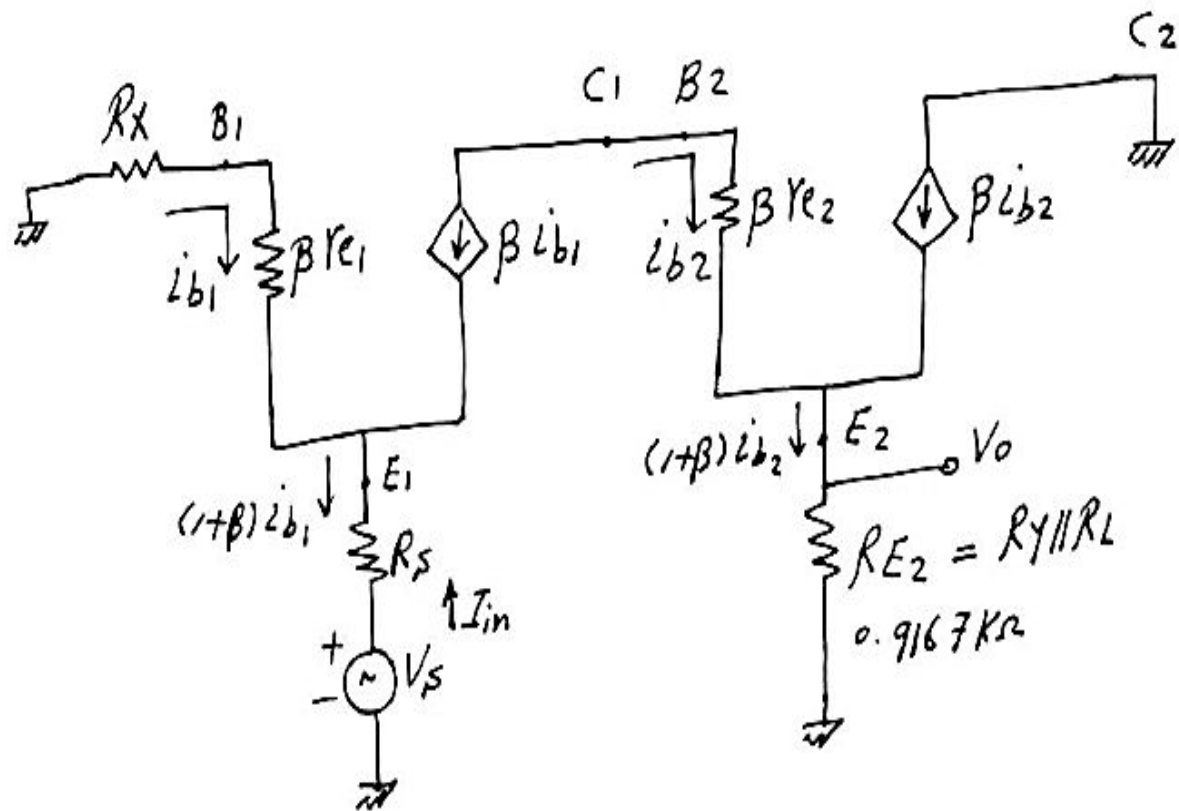 C2
C1 B2
Rx B1
βre1
ib1
βib1
ib2
βre2
βib2
(1+β)ib1
E1
(1+β)ib2
E2
Vo
Rs
Iin
RE2 = Ry||RL
0.9167KΩ
+
~
Vs
-